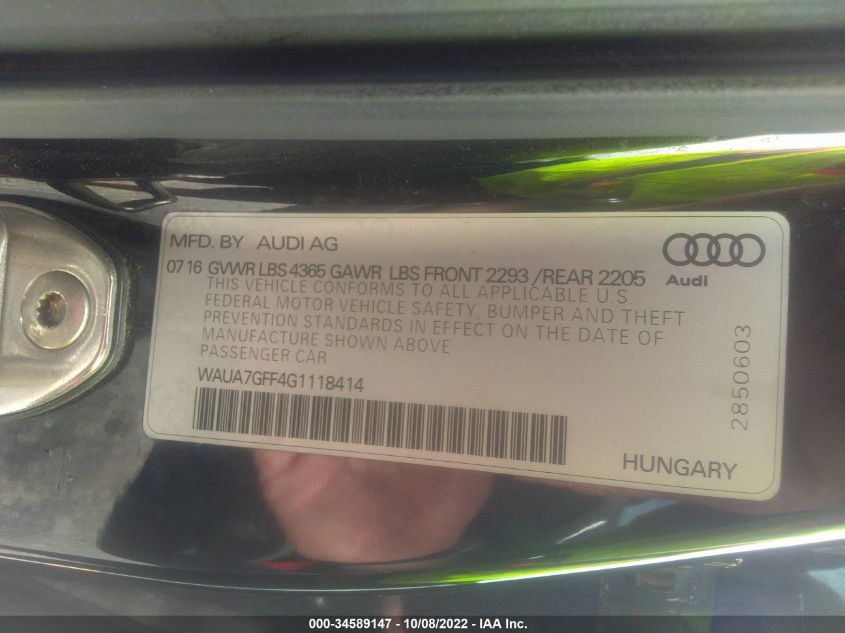 MFD. BY AUDI AG
Audi
07 16 GVWR LBS 4365 GAWR LBS FRONT 2293 /REAR 2205
THIS VEHICLE CONFORMS TO ALL APPLICABLE U.S.
FEDERAL MOTOR VEHICLE SAFETY, BUMPER AND THEFT
PREVENTION STANDARDS IN EFFECT ON THE DATE OF
MANUFACTURE SHOWN ABOVE
PASSENGER CAR
WAUA7GFF4G1118414
2850603
HUNGARY
000-34589147 - 10/08/2022 - IAA Inc.